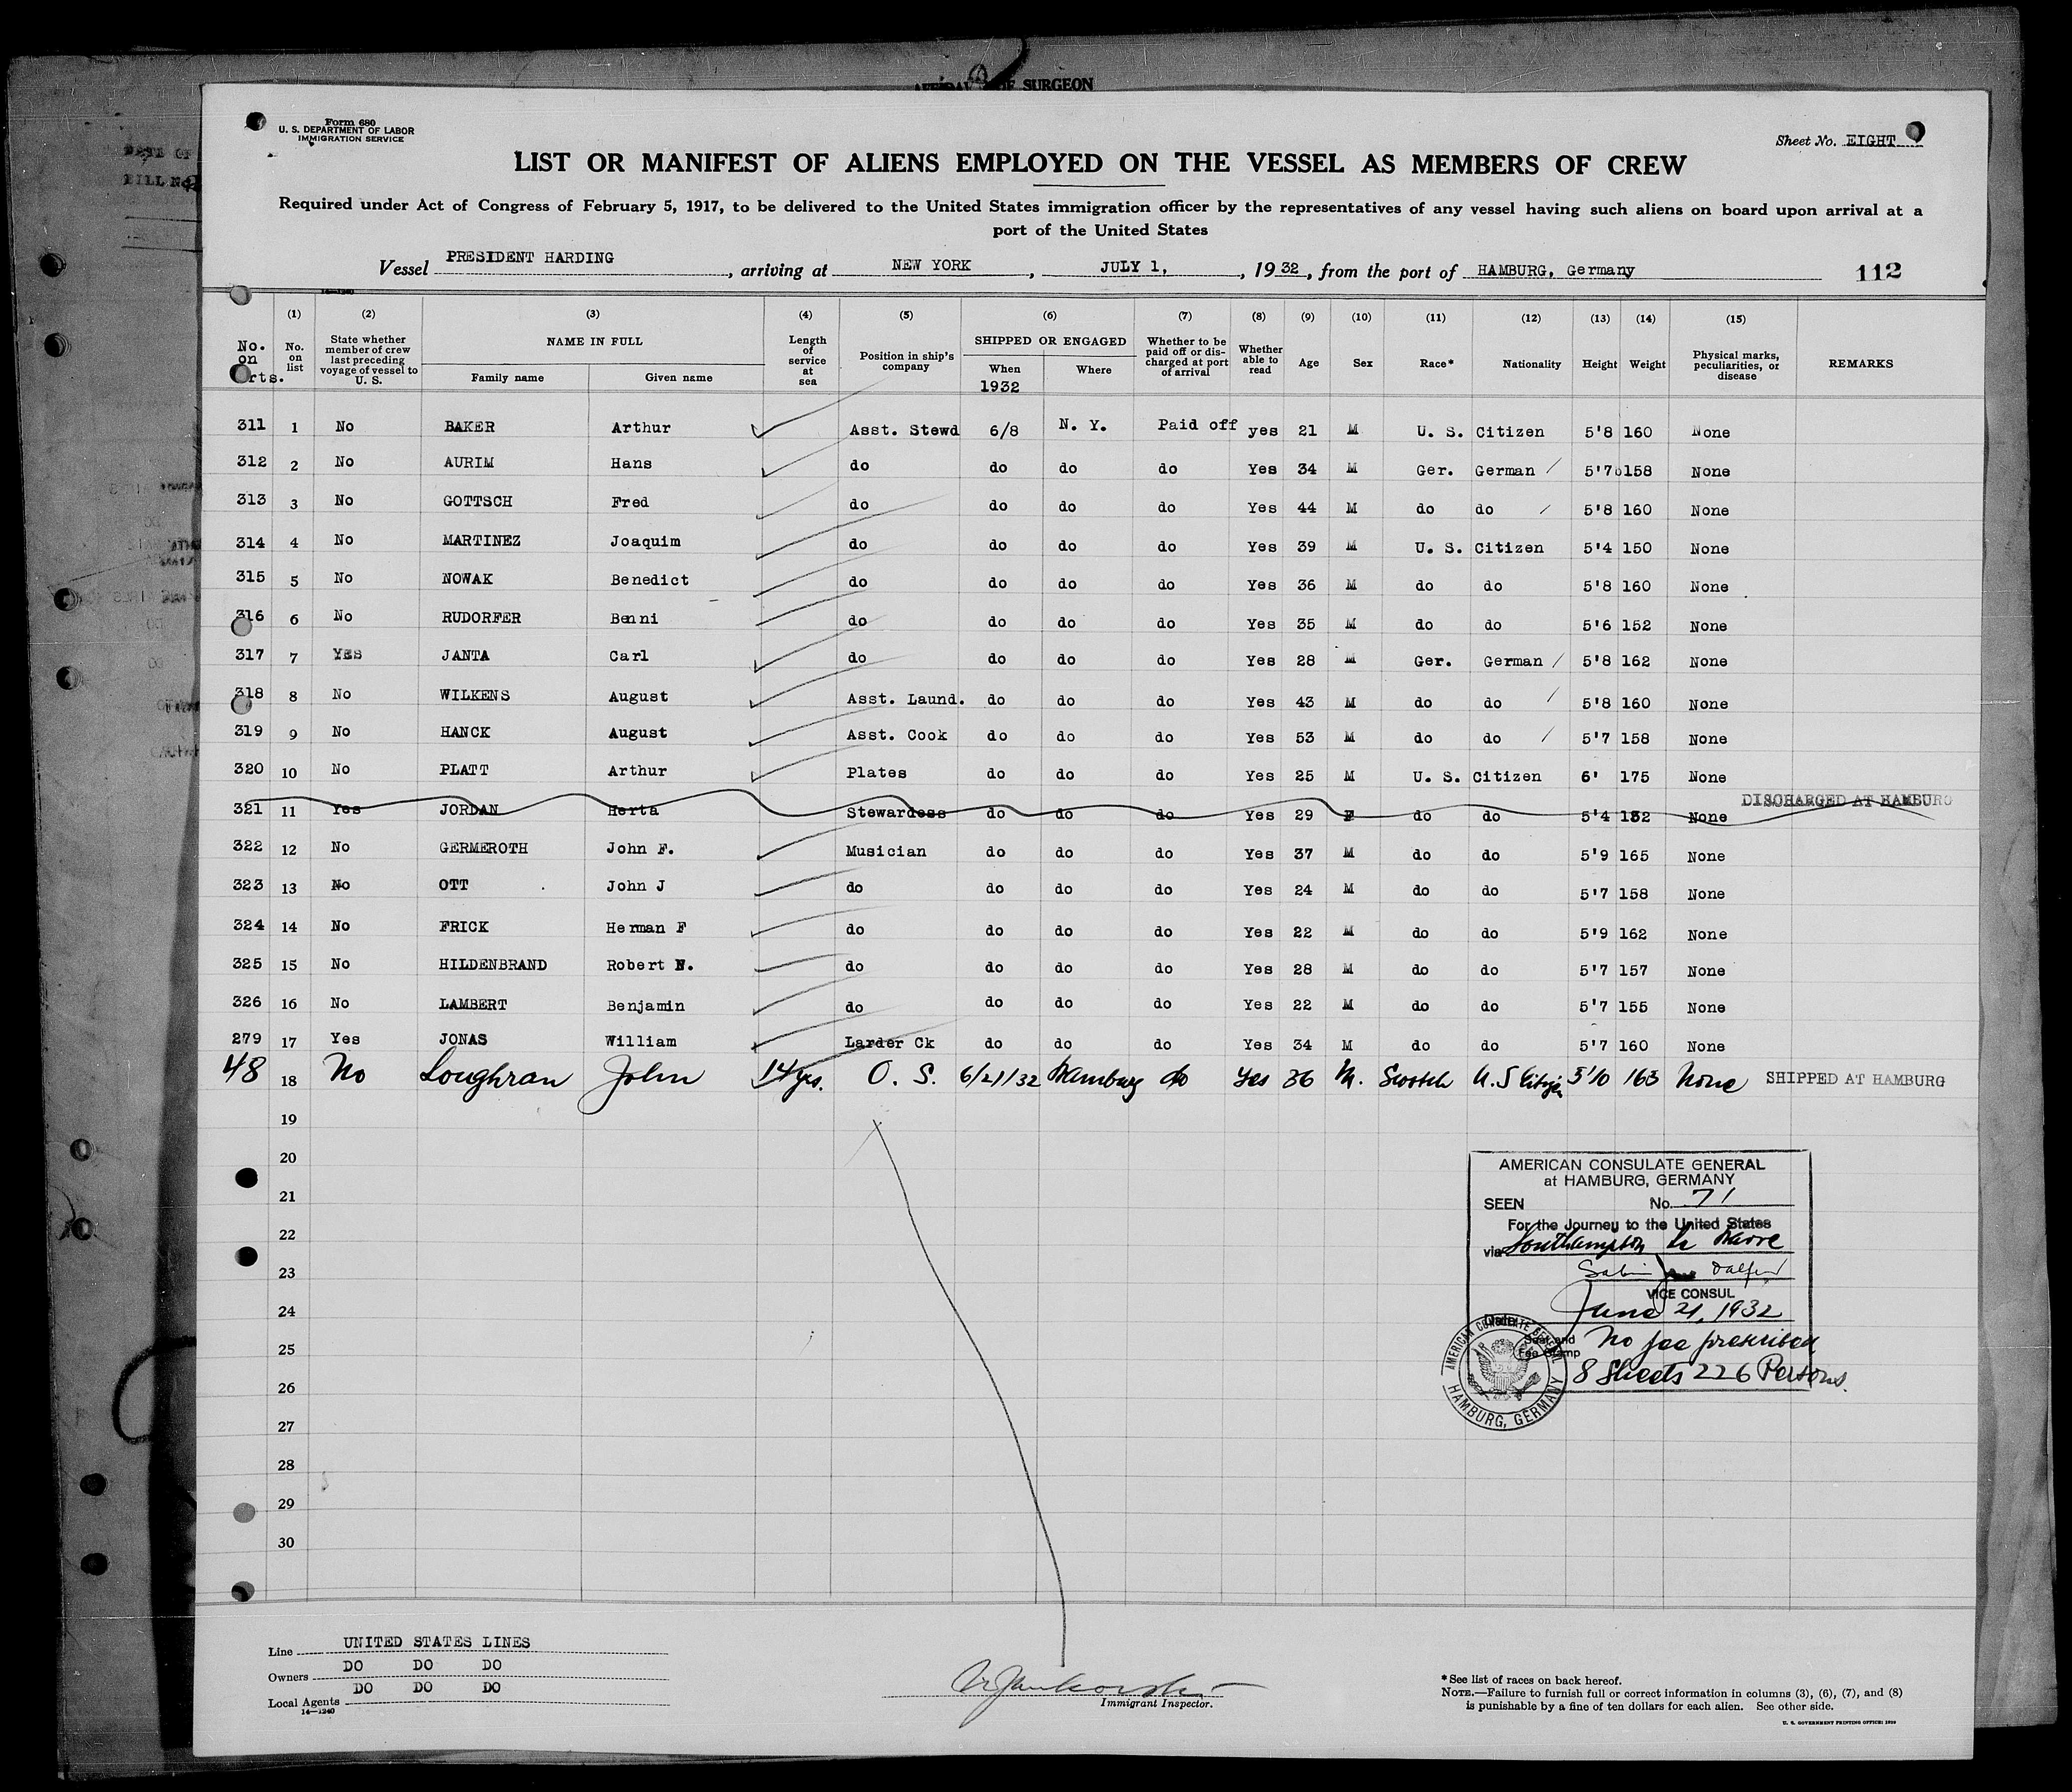 AFFIDAV OF SURGEON
Form 680
U. S. DEPARTMENT OF LABOR
IMMIGRATION SERVICE
Sheet No. EIGHT
LIST OR MANIFEST OF ALIENS EMPLOYED ON THE VESSEL AS MEMBERS OF CREW
Required under Act of Congress of February 5, 1917, to be delivered to the United States immigration officer by the representatives of any vessel having such aliens on board upon arrival at a
port of the United States
Vessel PRESIDENT HARDING, arriving at NEW YORK, JULY 1, 1932, from the port of HAMBURG, Germany 112
14—1240
(1) (2) (3) (4) (5) (6) (7) (8) (9) (10) (11) (12) (13) (14) (15)
No. on rts. No. on list State whether member of crew last preceding voyage of vessel to U. S. NAME IN FULL Family name Given name Length of service at sea Position in ship's company SHIPPED OR ENGAGED When 1932 Where Whether to be paid off or discharged at port of arrival Whether able to read Age Sex Race* Nationality Height Weight Physical marks, peculiarities, or disease REMARKS
311 1 No BAKER Arthur Asst. Stewd 6/8 N. Y. Paid off yes 21 M U. S. Citizen 5'8 160 None
312 2 No AURIM Hans do do do do Yes 34 M Ger. German 5'7 158 None
313 3 No GOTTSCH Fred do do do do Yes 44 M do do 5'8 160 None
314 4 No MARTINEZ Joaquim do do do do Yes 39 M U. S. Citizen 5'4 150 None
315 5 No NOWAK Benedict do do do do Yes 36 M do do 5'8 160 None
316 6 No RUDORFER Benni do do do do Yes 35 M do do 5'6 152 None
317 7 YES JANTA Carl do do do do Yes 28 M Ger. German 5'8 162 None
318 8 No WILKENS August Asst. Laund. do do do Yes 43 M do do 5'8 160 None
319 9 No HANCK August Asst. Cook do do do Yes 53 M do do 5'7 158 None
320 10 No PLATT Arthur Plates do do do Yes 25 M U. S. Citizen 6' 175 None
321 11 Yes JORDAN Herta Stewardess do do do Yes 29 F do do 5'4 132 None DISCHARGED AT HAMBURG
322 12 No GERMEROTH John F. Musician do do do Yes 37 M do do 5'9 165 None
323 13 No OTT John J do do do do Yes 24 M do do 5'7 158 None
324 14 No FRICK Herman F do do do do Yes 22 M do do 5'9 162 None
325 15 No HILDENBRAND Robert N. do do do do Yes 28 M do do 5'7 157 None
326 16 No LAMBERT Benjamin do do do do Yes 22 M do do 5'7 155 None
279 17 Yes JONAS William Larder Ck do do do Yes 34 M do do 5'7 160 None
48 18 No Loughran John 14 yrs. O. S. 6/21/32 Hamburg do Yes 36 M. Scotch U. S Citizen 5'10 163 None SHIPPED AT HAMBURG
19
20
21
22
23
24
25
26
27
28
29
30
AMERICAN CONSULATE GENERAL
at HAMBURG, GERMANY
SEEN No. 71
For the Journey to the United States
via Southampton Le Havre
VICE CONSUL
Date June 21, 1932
Seal and Fee Stamp No fee prescribed
8 Sheets 226 Persons.
AMERICAN CONSULATE GENERAL HAMBURG, GERMANY
Line UNITED STATES LINES
Owners DO DO DO
Local Agents DO DO DO
14—1240
Immigrant Inspector.
*See list of races on back hereof.
NOTE.—Failure to furnish full or correct information in columns (3), (6), (7), and (8)
is punishable by a fine of ten dollars for each alien. See other side.
U. S. GOVERNMENT PRINTING OFFICE: